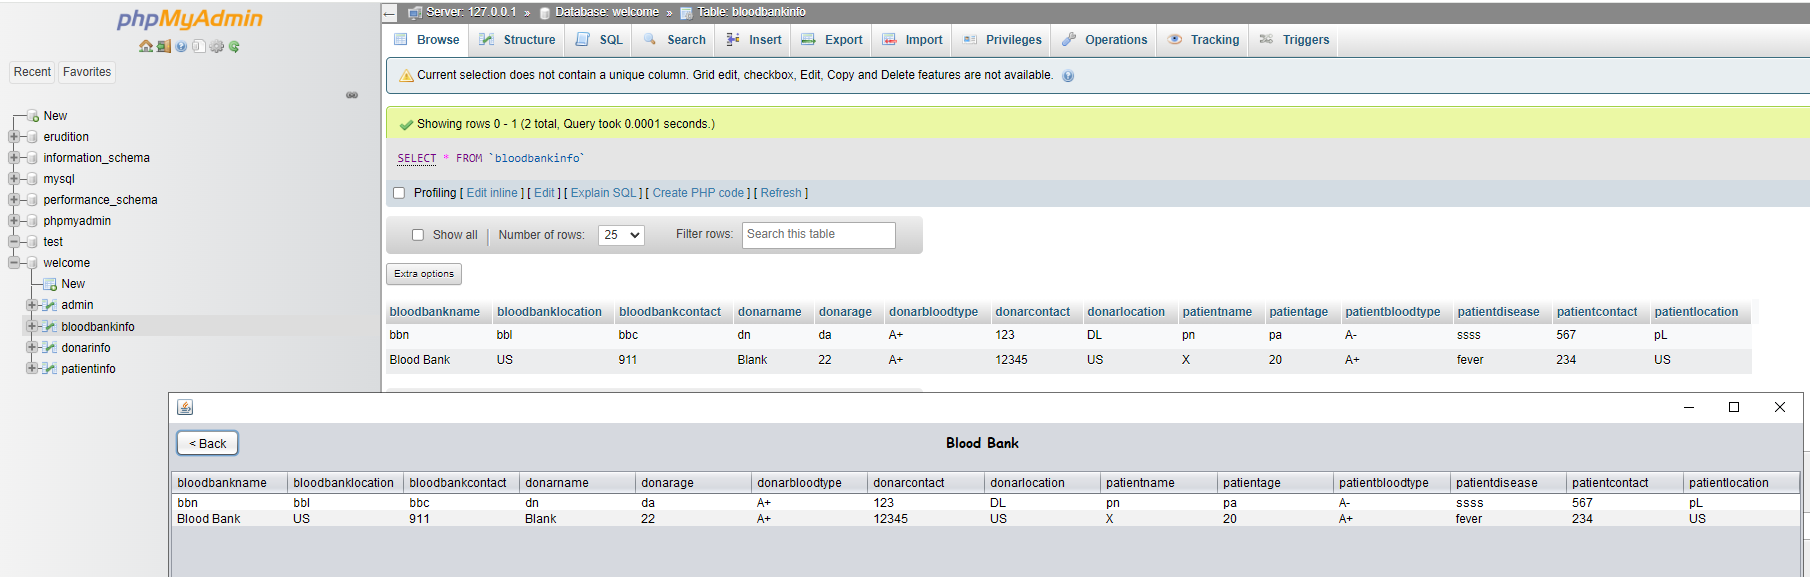 phpMyAdmin
Recent Favorites
New
erudition
information_schema
mysql
performance_schema
phpmyadmin
test
welcome
New
admin
bloodbankinfo
donarinfo
patientinfo
Server: 127.0.0.1 » Database: welcome » Table: bloodbankinfo
Browse Structure SQL Search Insert Export Import Privileges Operations Tracking Triggers
Current selection does not contain a unique column. Grid edit, checkbox, Edit, Copy and Delete features are not available.
Showing rows 0 - 1 (2 total, Query took 0.0001 seconds.)
SELECT * FROM `bloodbankinfo`
Profiling [ Edit inline ] [ Edit ] [ Explain SQL ] [ Create PHP code ] [ Refresh ]
Show all Number of rows: 25 Filter rows: Search this table
Extra options
bloodbankname bloodbanklocation bloodbankcontact donarname donarage donarbloodtype donarcontact donarlocation patientname patientage patientbloodtype patientdisease patientcontact patientlocation
bbn bbl bbc dn da A+ 123 DL pn pa A- ssss 567 pL
Blood Bank US 911 Blank 22 A+ 12345 US X 20 A+ fever 234 US
< Back Blood Bank
bloodbankname bloodbanklocation bloodbankcontact donarname donarage donarbloodtype donarcontact donarlocation patientname patientage patientbloodtype patientdisease patientcontact patientlocation
bbn bbl bbc dn da A+ 123 DL pn pa A- ssss 567 pL
Blood Bank US 911 Blank 22 A+ 12345 US X 20 A+ fever 234 US